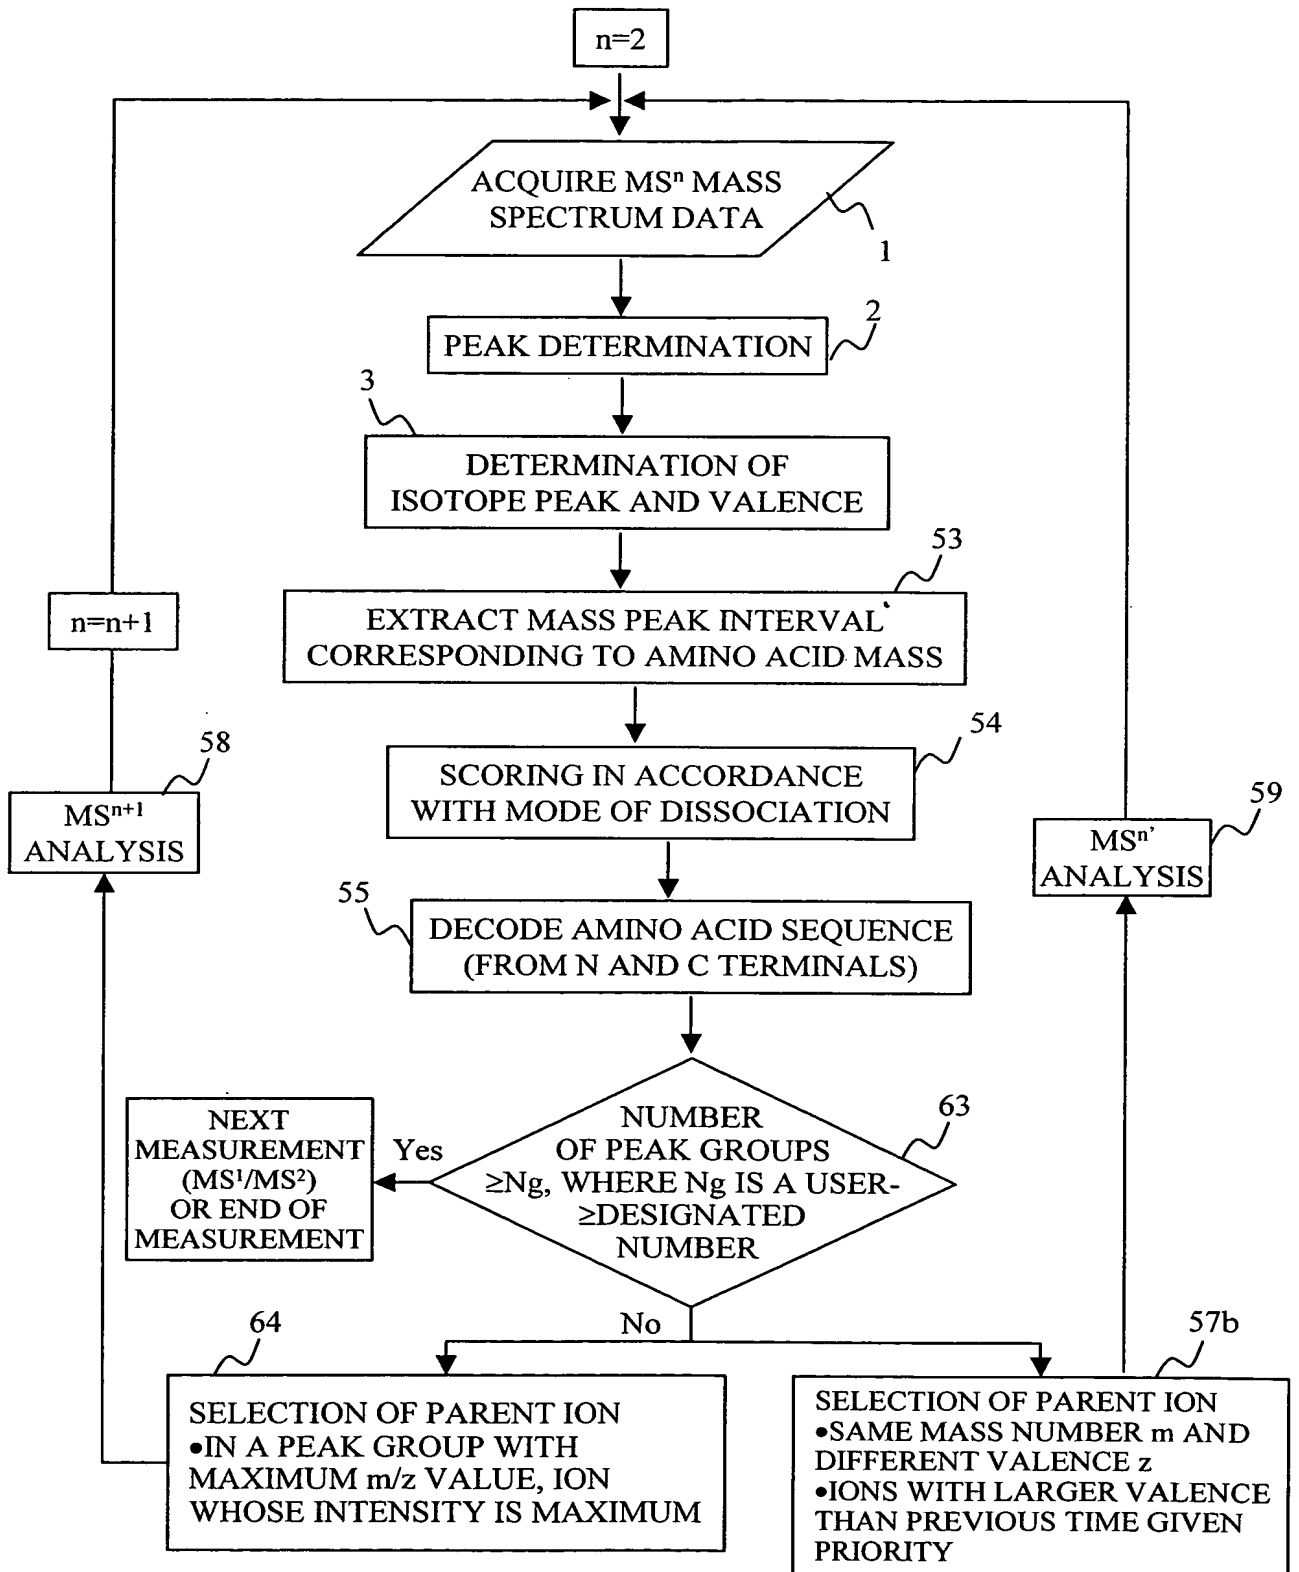 n=2
ACQUIRE MSⁿ MASS
SPECTRUM DATA
1
2
PEAK DETERMINATION
3
DETERMINATION OF
ISOTOPE PEAK AND VALENCE
53
EXTRACT MASS PEAK INTERVAL
CORRESPONDING TO AMINO ACID MASS
n=n+1
54
SCORING IN ACCORDANCE
WITH MODE OF DISSOCIATION
58
MSⁿ⁺¹
ANALYSIS
59
MSⁿ'
ANALYSIS
55
DECODE AMINO ACID SEQUENCE
(FROM N AND C TERMINALS)
63
NUMBER
OF PEAK GROUPS
≥Ng, WHERE Ng IS A USER-
≥DESIGNATED
NUMBER
Yes
NEXT
MEASUREMENT
(MS¹/MS²)
OR END OF
MEASUREMENT
No
64
SELECTION OF PARENT ION
•IN A PEAK GROUP WITH
MAXIMUM m/z VALUE, ION
WHOSE INTENSITY IS MAXIMUM
57b
SELECTION OF PARENT ION
•SAME MASS NUMBER m AND
DIFFERENT VALENCE z
•IONS WITH LARGER VALENCE
THAN PREVIOUS TIME GIVEN
PRIORITY